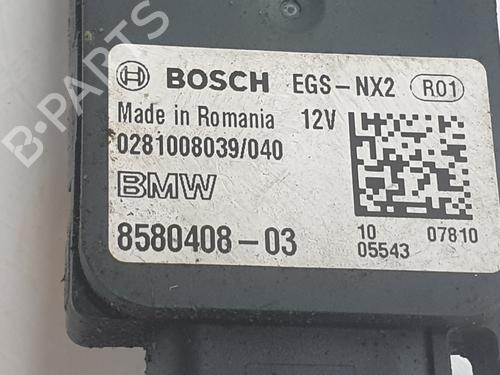 BOSCH EGS-NX2 R01
Made in Romania 12V
0281008039/040
BMW
8580408-03
10 07810
05543
B-PARTS